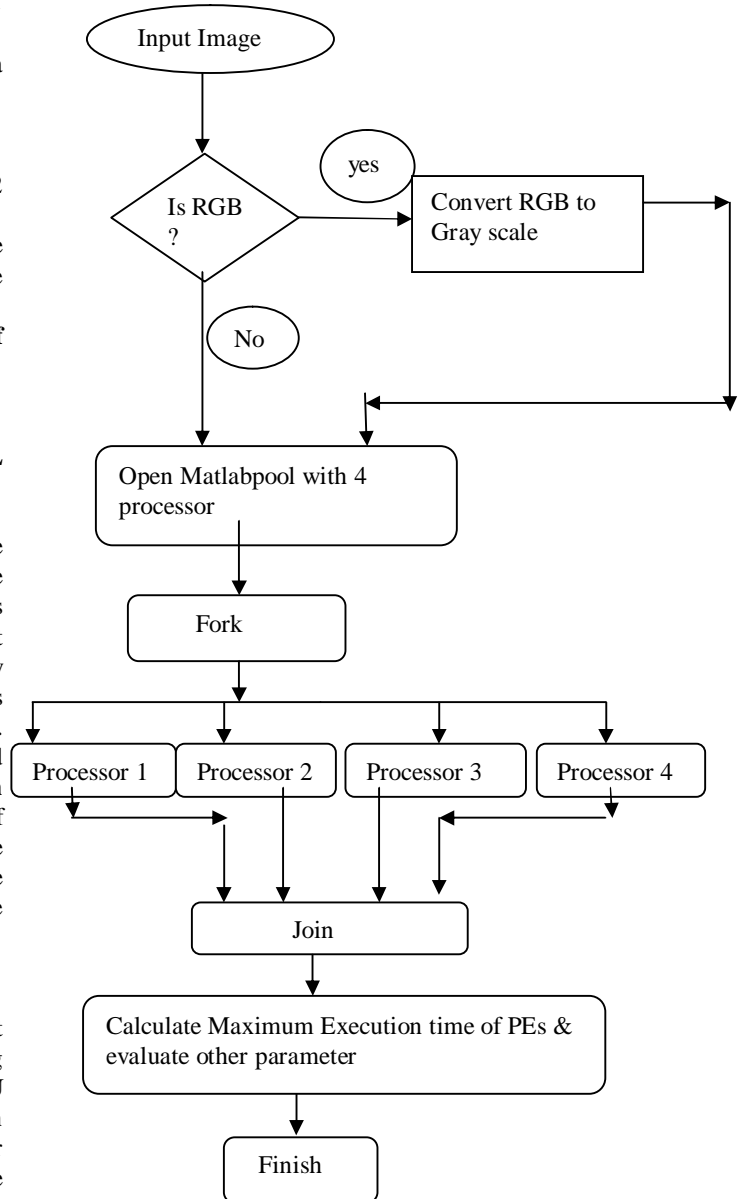 Input Image
yes
Is RGB
?
Convert RGB to
Gray scale
No
Open Matlabpool with 4
processor
Fork
Processor 1
Processor 2
Processor 3
Processor 4
Join
Calculate Maximum Execution time of PEs &
evaluate other parameter
Finish